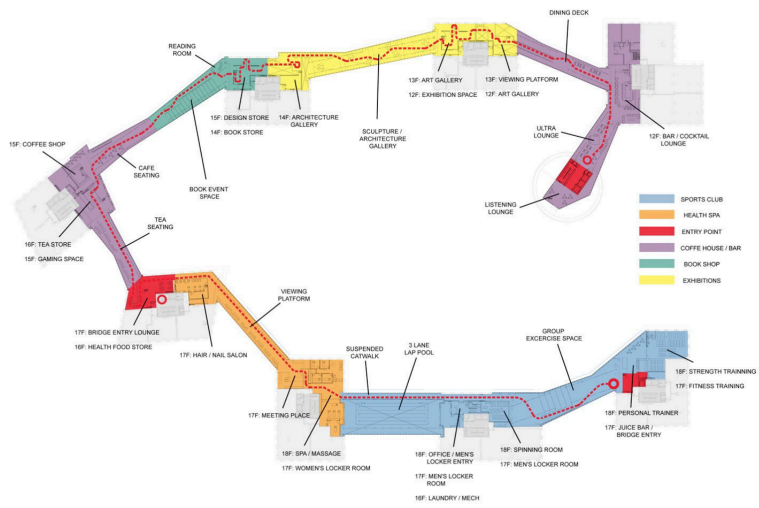 DINING DECK
READING
ROOM
13F: ART GALLERY
12F: EXHIBITION SPACE
13F: VIEWING PLATFORM
12F: ART GALLERY
15F: DESIGN STORE
14F: BOOK STORE
14F: ARCHITECTURE
GALLERY
SCULPTURE /
ARCHITECTURE
GALLERY
ULTRA
LOUNGE
12F: BAR / COCKTAIL
LOUNGE
15F: COFFEE SHOP
CAFE
SEATING
BOOK EVENT
SPACE
LISTENING
LOUNGE
SPORTS CLUB
HEALTH SPA
ENTRY POINT
COFFE HOUSE / BAR
BOOK SHOP
EXHIBITIONS
TEA
SEATING
16F: TEA STORE
15F: GAMING SPACE
VIEWING
PLATFORM
17F: BRIDGE ENTRY LOUNGE
16F: HEALTH FOOD STORE
17F: HAIR / NAIL SALON
SUSPENDED
CATWALK
3 LANE
LAP POOL
GROUP
EXCERCISE SPACE
18F: STRENGTH TRAINNING
17F: FITNESS TRAINING
17F: MEETING PLACE
18F: PERSONAL TRAINER
17F: JUICE BAR /
BRIDGE ENTRY
18F: SPA / MASSAGE
17F: WOMEN'S LOCKER ROOM
18F: OFFICE / MEN'S
LOCKER ENTRY
17F: MEN'S LOCKER
ROOM
16F: LAUNDRY / MECH
18F: SPINNING ROOM
17F: MEN'S LOCKER ROOM